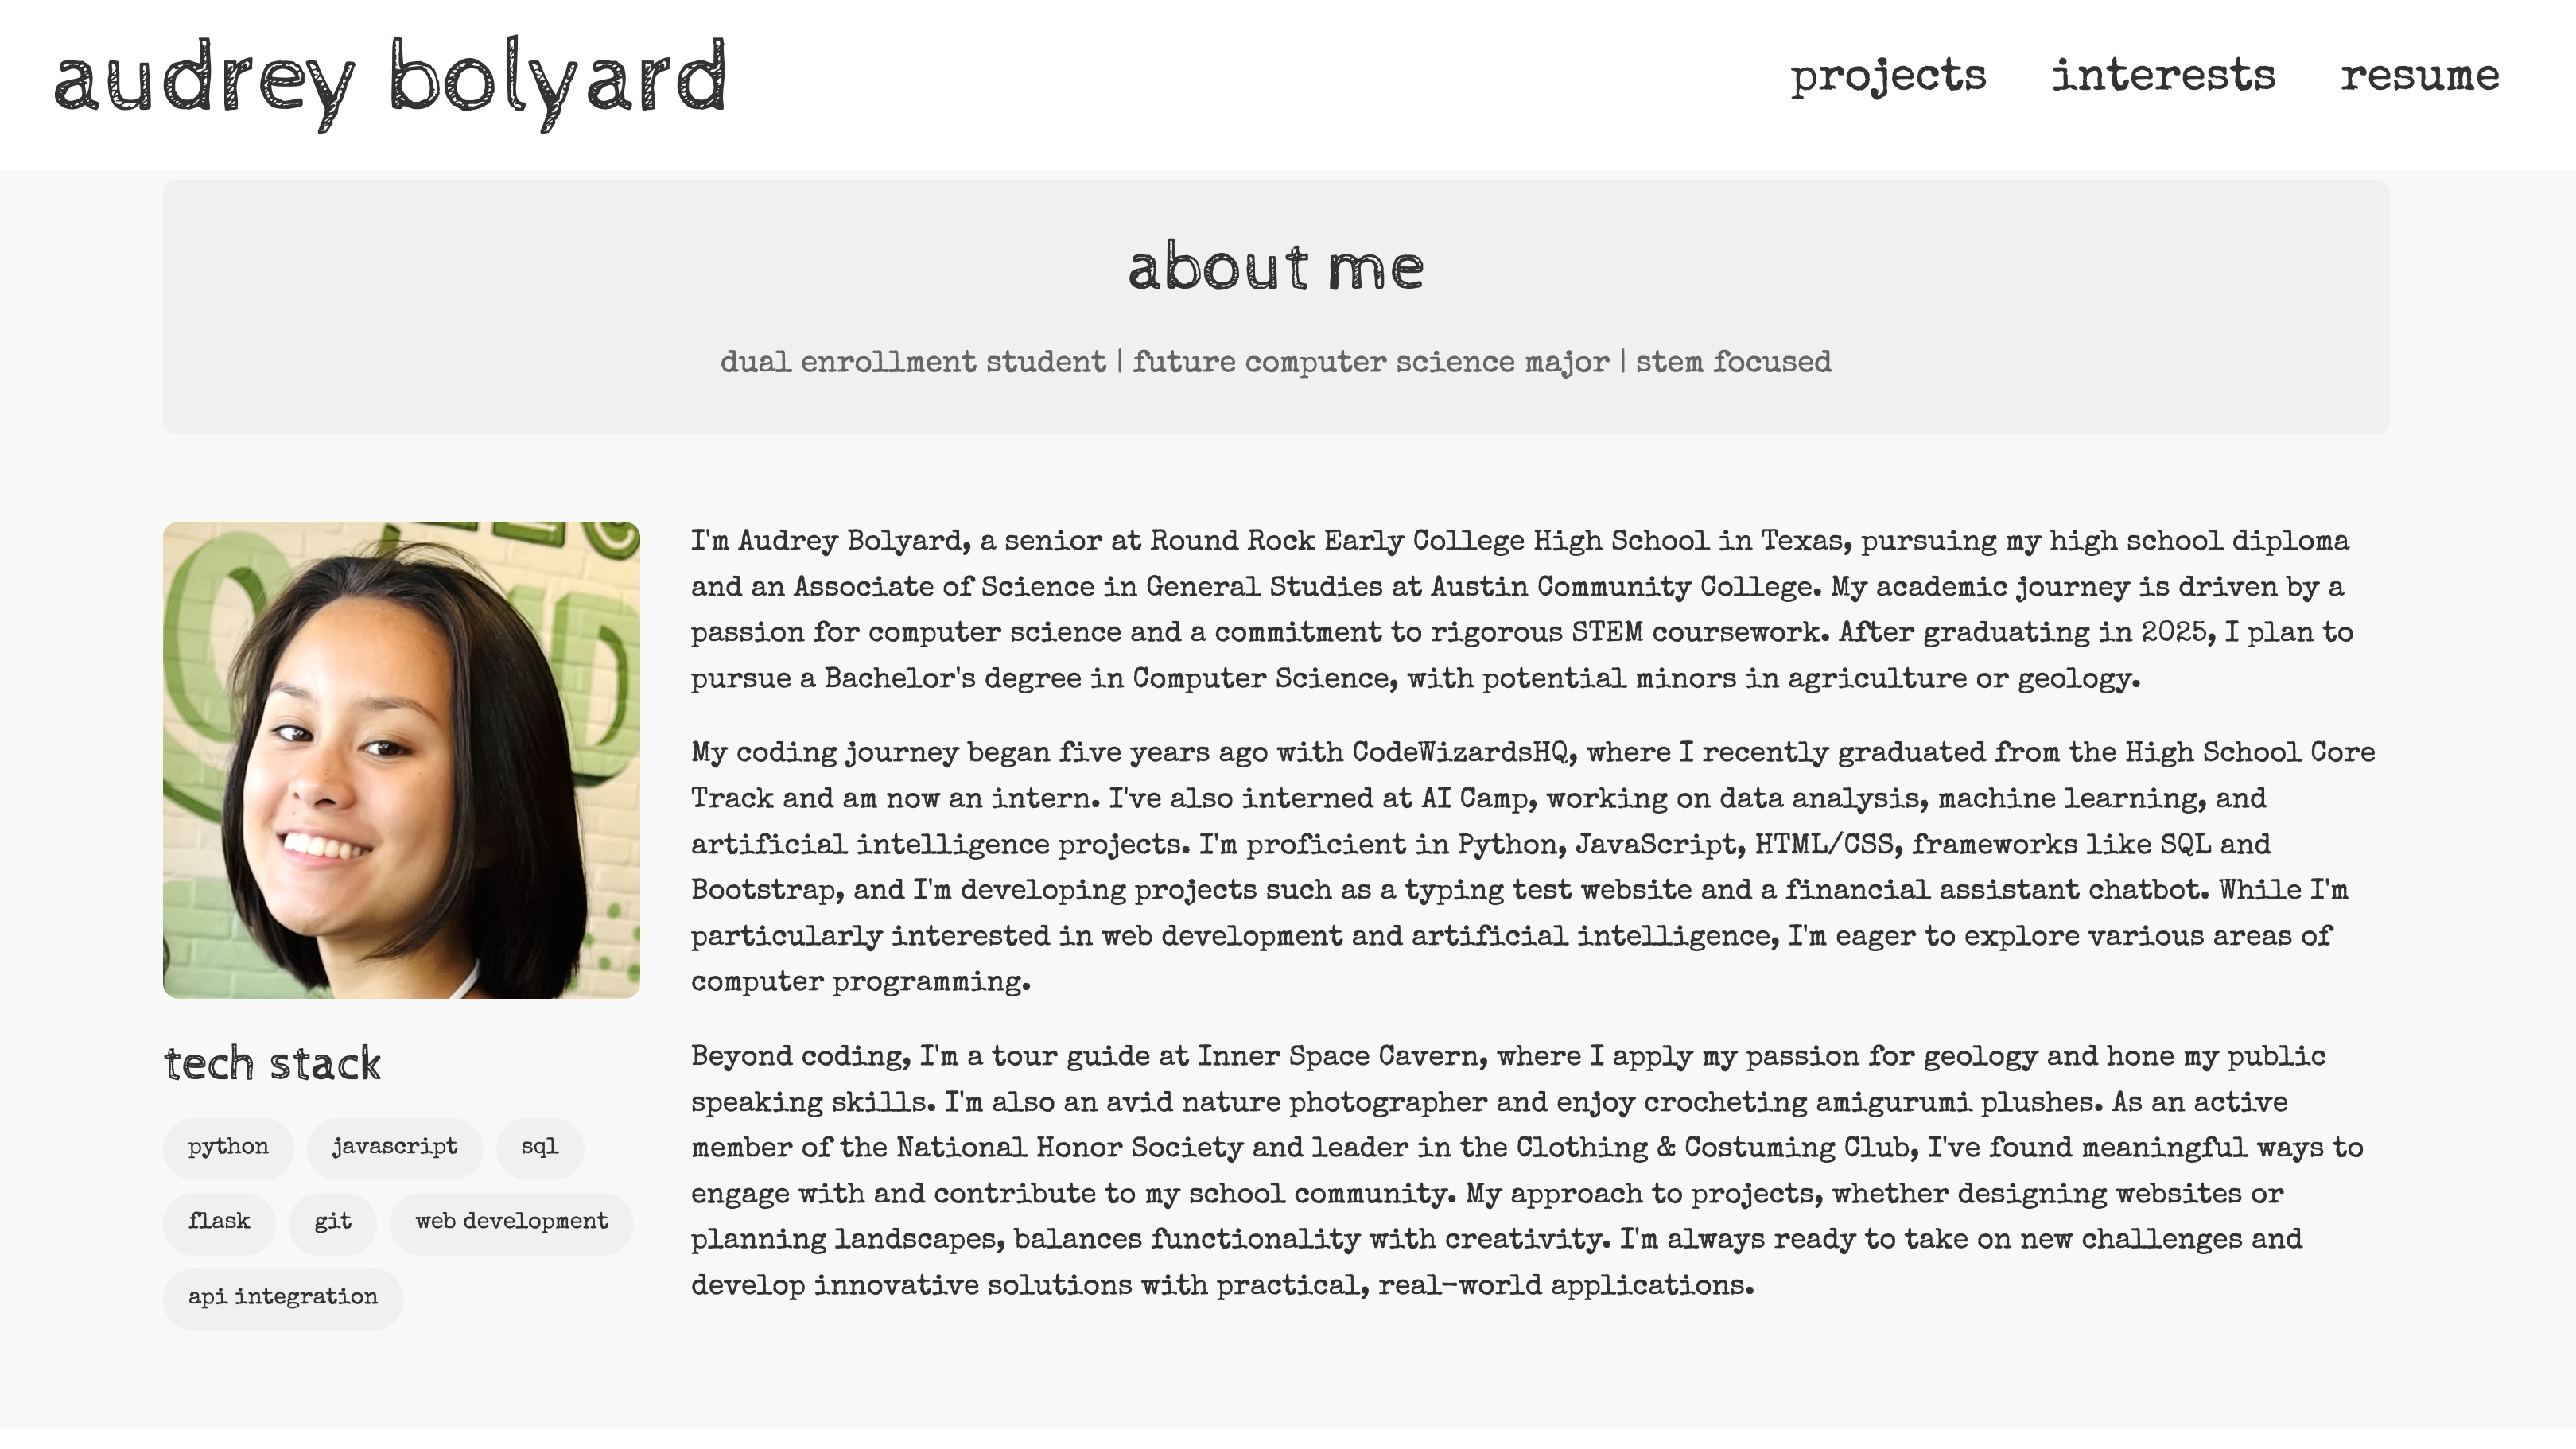 audrey bolyard
projects interests resume
about me
dual enrollment student | future computer science major | stem focused
I'm Audrey Bolyard, a senior at Round Rock Early College High School in Texas, pursuing my high school diploma
and an Associate of Science in General Studies at Austin Community College. My academic journey is driven by a
passion for computer science and a commitment to rigorous STEM coursework. After graduating in 2025, I plan to
pursue a Bachelor's degree in Computer Science, with potential minors in agriculture or geology.
My coding journey began five years ago with CodeWizardsHQ, where I recently graduated from the High School Core
Track and am now an intern. I've also interned at AI Camp, working on data analysis, machine learning, and
artificial intelligence projects. I'm proficient in Python, JavaScript, HTML/CSS, frameworks like SQL and
Bootstrap, and I'm developing projects such as a typing test website and a financial assistant chatbot. While I'm
particularly interested in web development and artificial intelligence, I'm eager to explore various areas of
computer programming.
Beyond coding, I'm a tour guide at Inner Space Cavern, where I apply my passion for geology and hone my public
speaking skills. I'm also an avid nature photographer and enjoy crocheting amigurumi plushes. As an active
member of the National Honor Society and leader in the Clothing & Costuming Club, I've found meaningful ways to
engage with and contribute to my school community. My approach to projects, whether designing websites or
planning landscapes, balances functionality with creativity. I'm always ready to take on new challenges and
develop innovative solutions with practical, real-world applications.
tech stack
python javascript sql
flask git web development
api integration